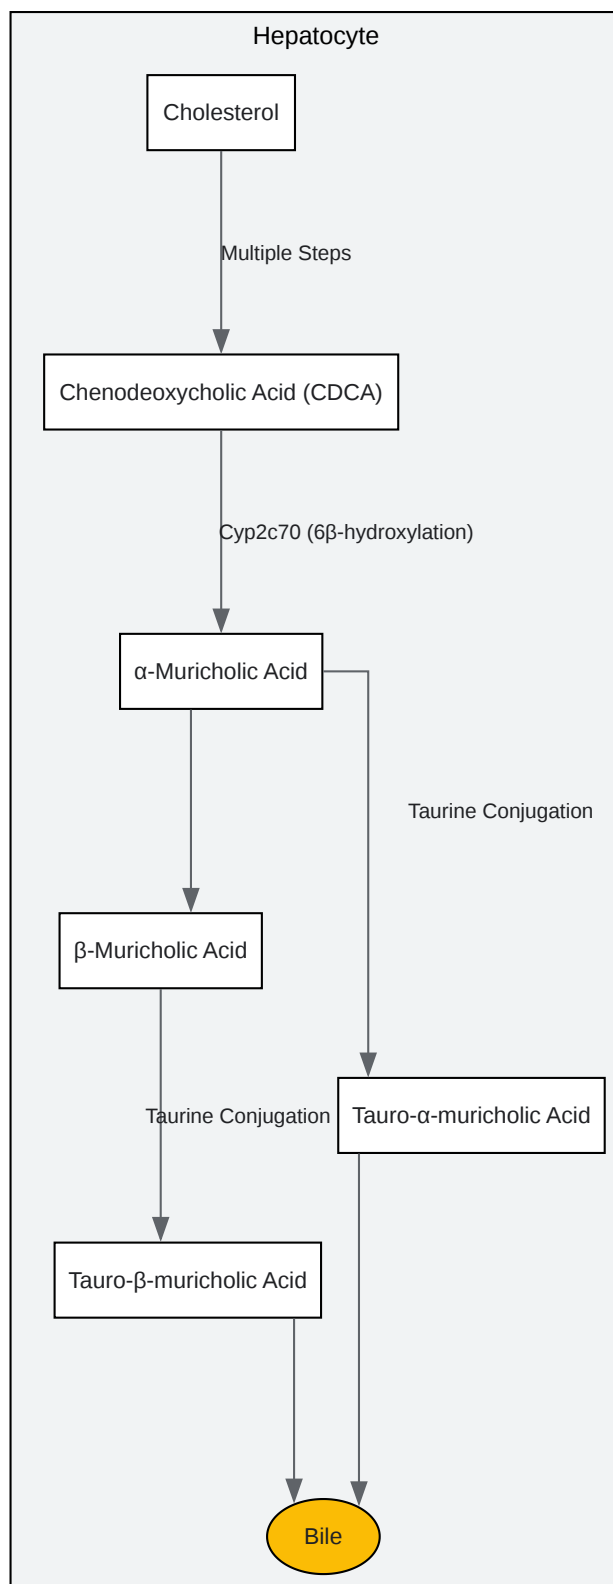 Hepatocyte
Cholesterol
Multiple Steps
Chenodeoxycholic Acid (CDCA)
Cyp2c70 (6β-hydroxylation)
α-Muricholic Acid
Taurine Conjugation
β-Muricholic Acid
Taurine Conjugation
Tauro-α-muricholic Acid
Tauro-β-muricholic Acid
Bile